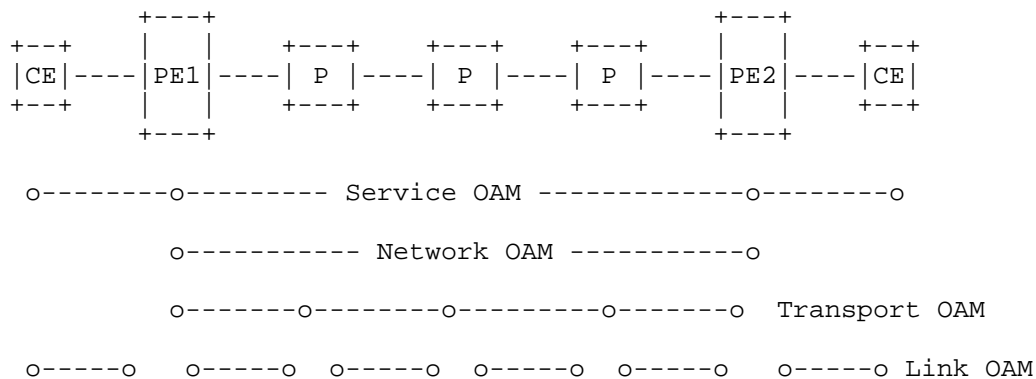 CE PE1 P P P PE2 CE
Service OAM
Network OAM
Transport OAM
Link OAM